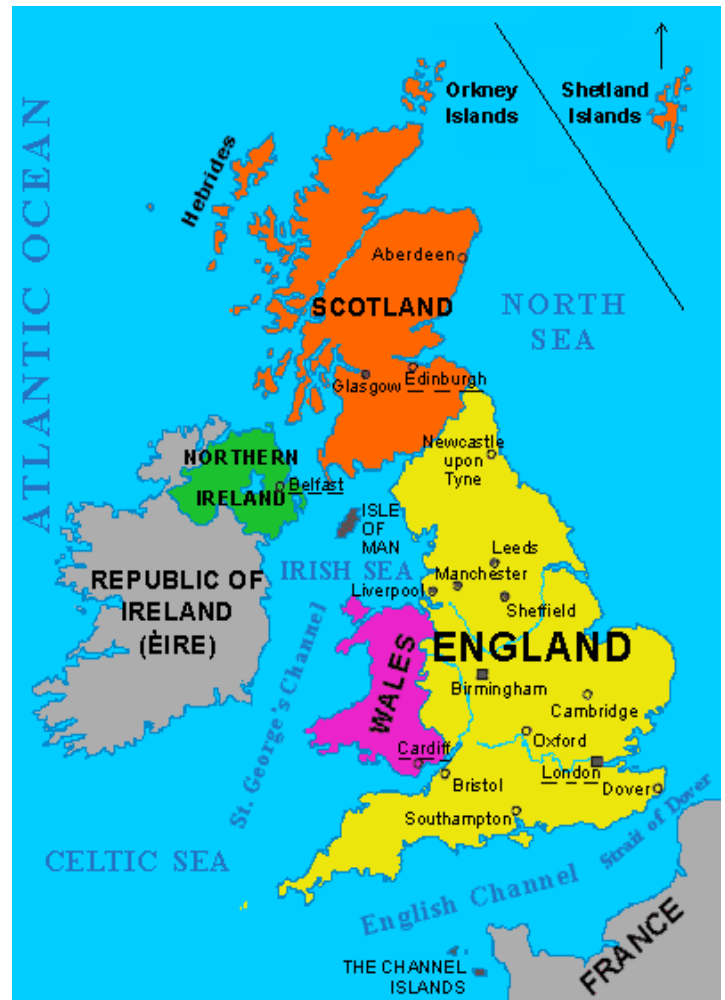 Orkney
Islands
Shetland
Islands
Hebrides
ATLANTIC OCEAN
Aberdeen
SCOTLAND
NORTH
SEA
Glasgow
Edinburgh
Newcastle
upon
Tyne
NORTHERN
IRELAND
Belfast
ISLE
OF
MAN
IRISH SEA
Leeds
Manchester
Liverpool
Sheffield
REPUBLIC OF
IRELAND
(ĖIRE)
ENGLAND
WALES
Birmingham
Cambridge
St. George's Channel
Oxford
Cardiff
London
Bristol
Dover
Southampton
CELTIC SEA
English Channel
Strait of Dover
FRANCE
THE CHANNEL
ISLANDS